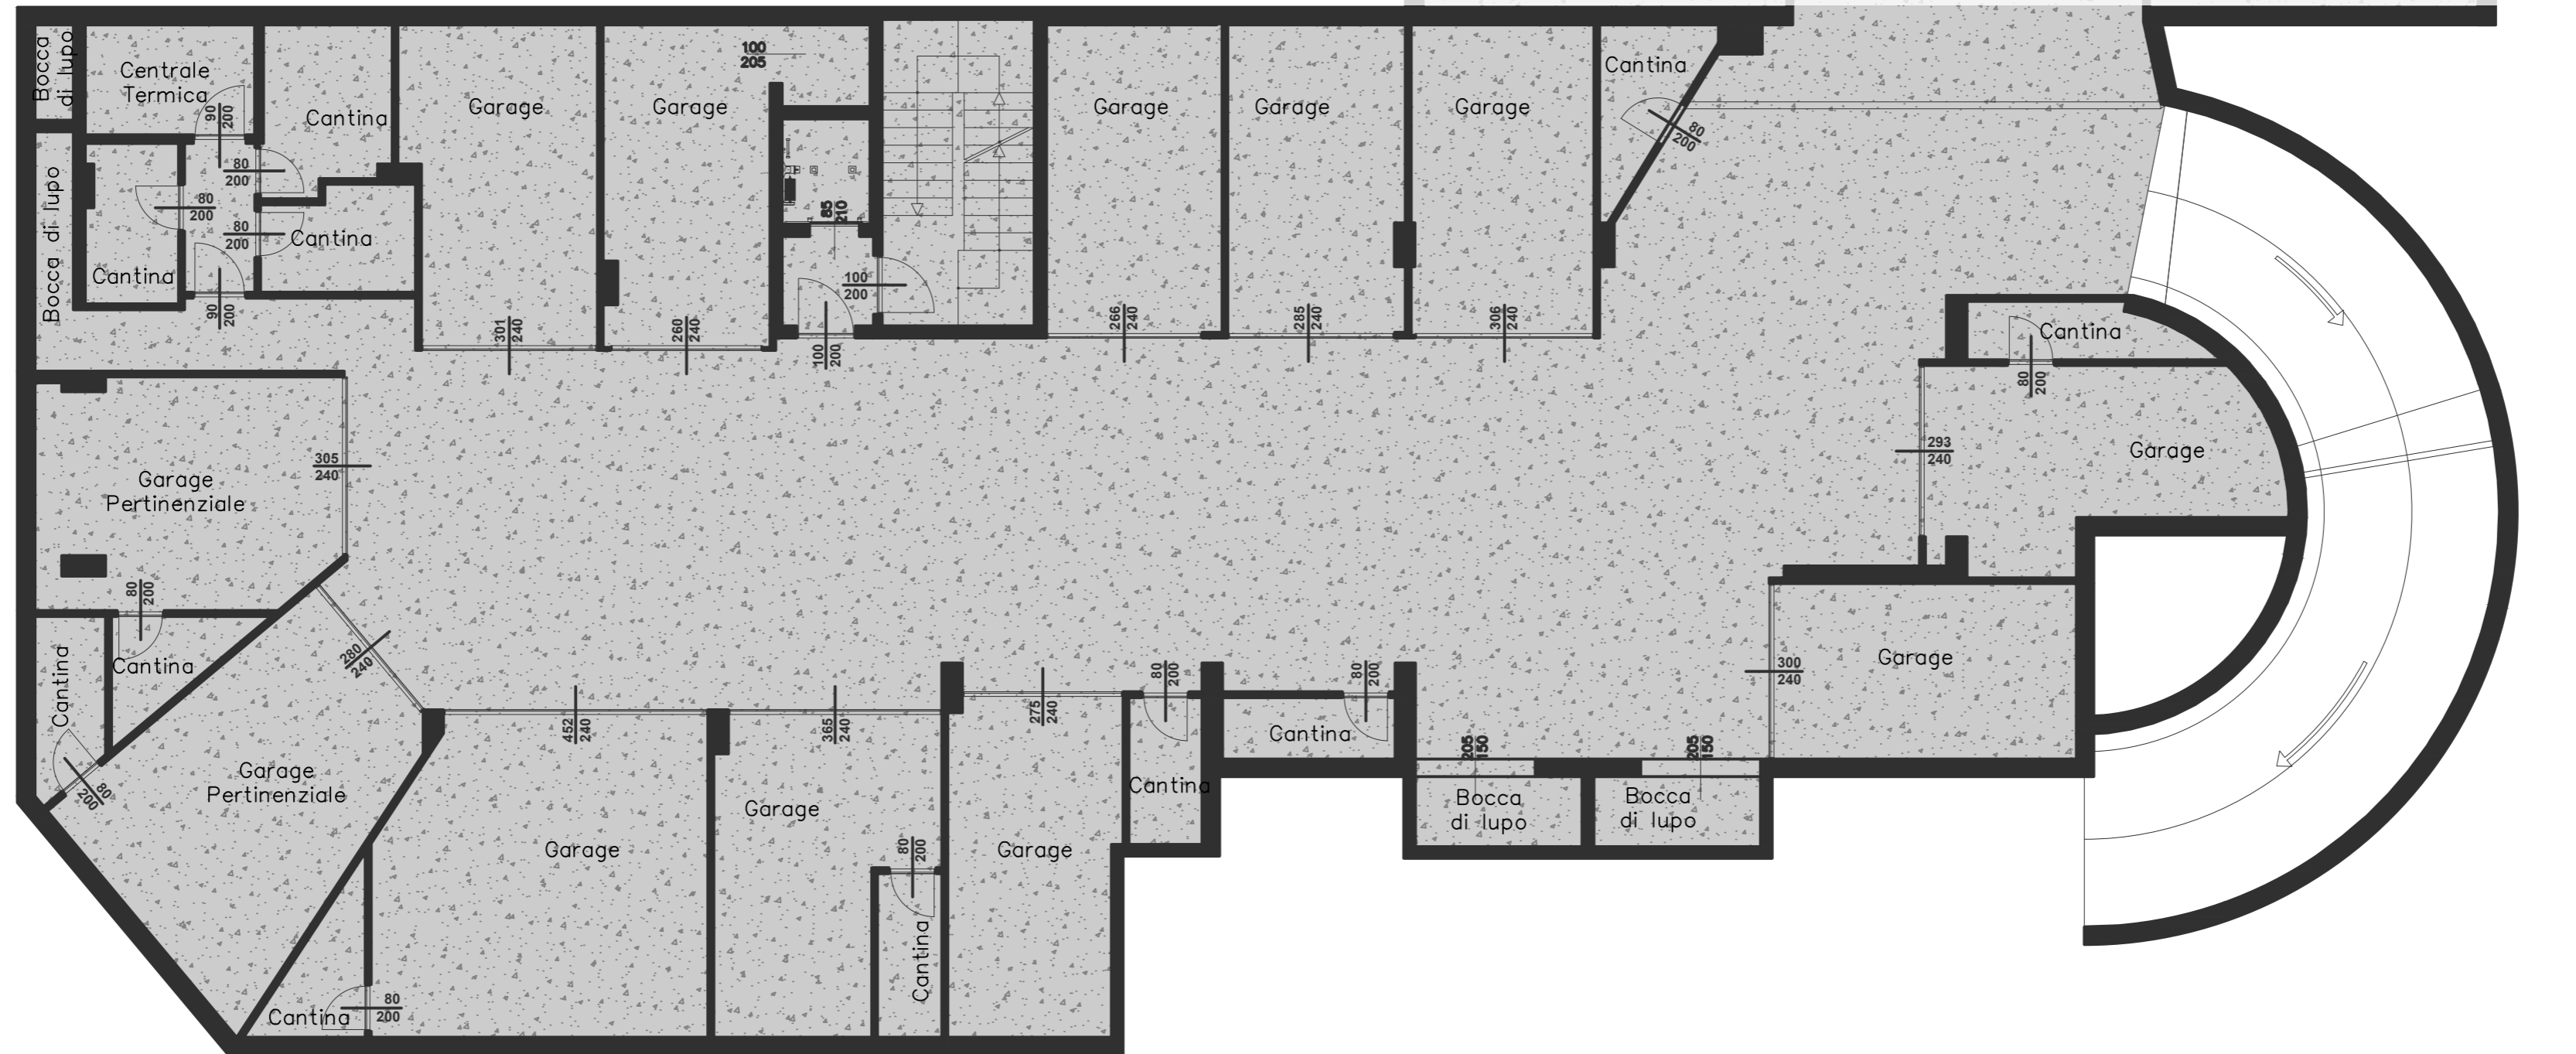 Bocca
di lupo
Centrale
Termica
90
200
Cantina
80
200
80
200
80
200
Cantina
Cantina
Bocca di lupo
90
200
Garage
301
240
Garage
260
240
100
205
85
210
100
200
100
200
Garage
266
240
Garage
285
240
Garage
306
240
Cantina
80
200
Cantina
80
200
293
240
Garage
Garage
Pertinenziale
305
240
80
200
Cantina
Cantina
80
200
280
240
Garage
Pertinenziale
Cantina
80
200
452
240
Garage
365
240
Garage
80
200
Cantina
275
240
Garage
80
200
Cantina
80
200
Cantina
205
150
Bocca
di lupo
205
150
Bocca
di lupo
300
240
Garage